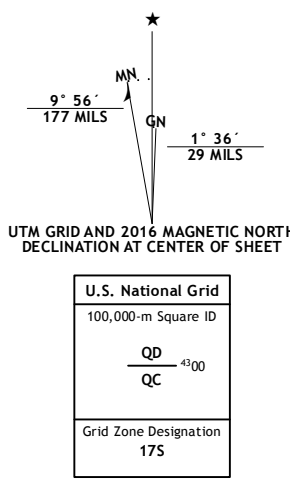 ★
MN
GN
9° 56´
177 MILS
1° 36´
29 MILS
UTM GRID AND 2016 MAGNETIC NORTH
DECLINATION AT CENTER OF SHEET
U.S. National Grid
100,000-m Square ID
QD
4300
QC
Grid Zone Designation
17S